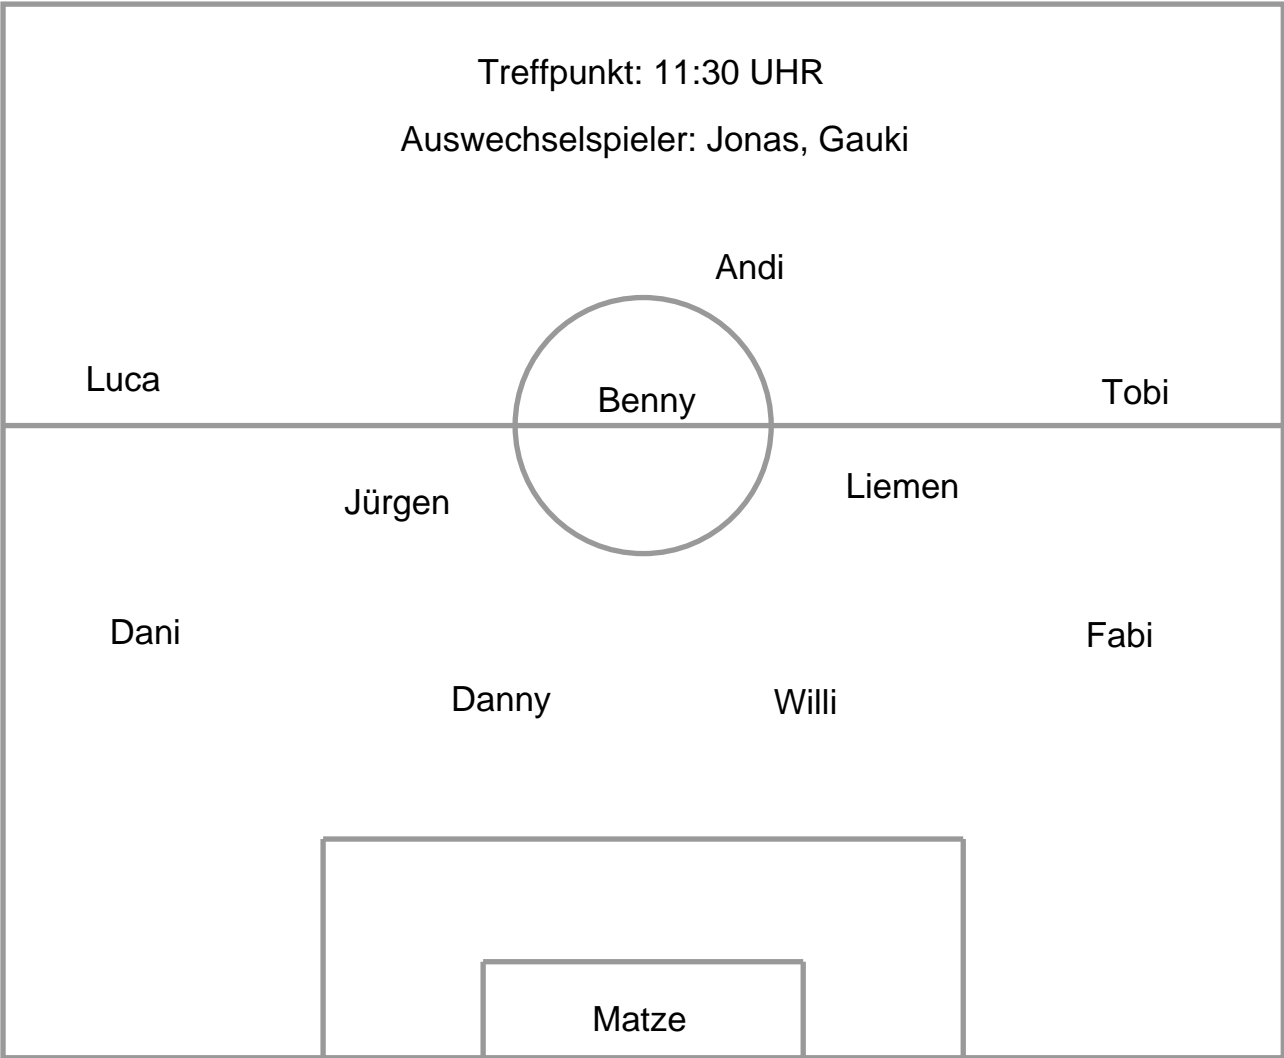 Treffpunkt: 11:30 UHR
Auswechselspieler: Jonas, Gauki
Andi
Luca
Benny
Tobi
Jürgen
Liemen
Dani
Fabi
Danny
Willi
Matze